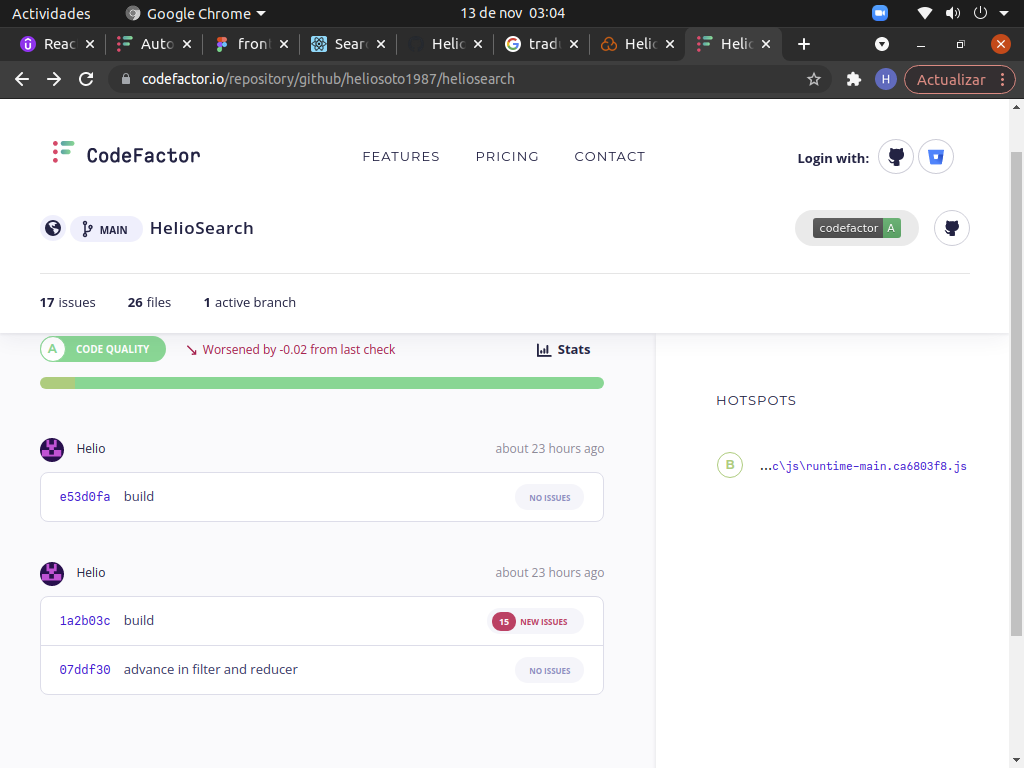 Actividades Google Chrome 13 de nov 03:04
Reac Auto fron Sear Helio trad Helio Helio
codefactor.io/repository/github/heliosoto1987/heliosearch H Actualizar
CodeFactor FEATURES PRICING CONTACT Login with:
MAIN HelioSearch codefactor A
17 issues 26 files 1 active branch
A CODE QUALITY Worsened by -0.02 from last check Stats
HOTSPOTS
Helio about 23 hours ago
B ...c\js\runtime-main.ca6803f8.js
e53d0fa build NO ISSUES
Helio about 23 hours ago
1a2b03c build 15 NEW ISSUES
07ddf30 advance in filter and reducer NO ISSUES